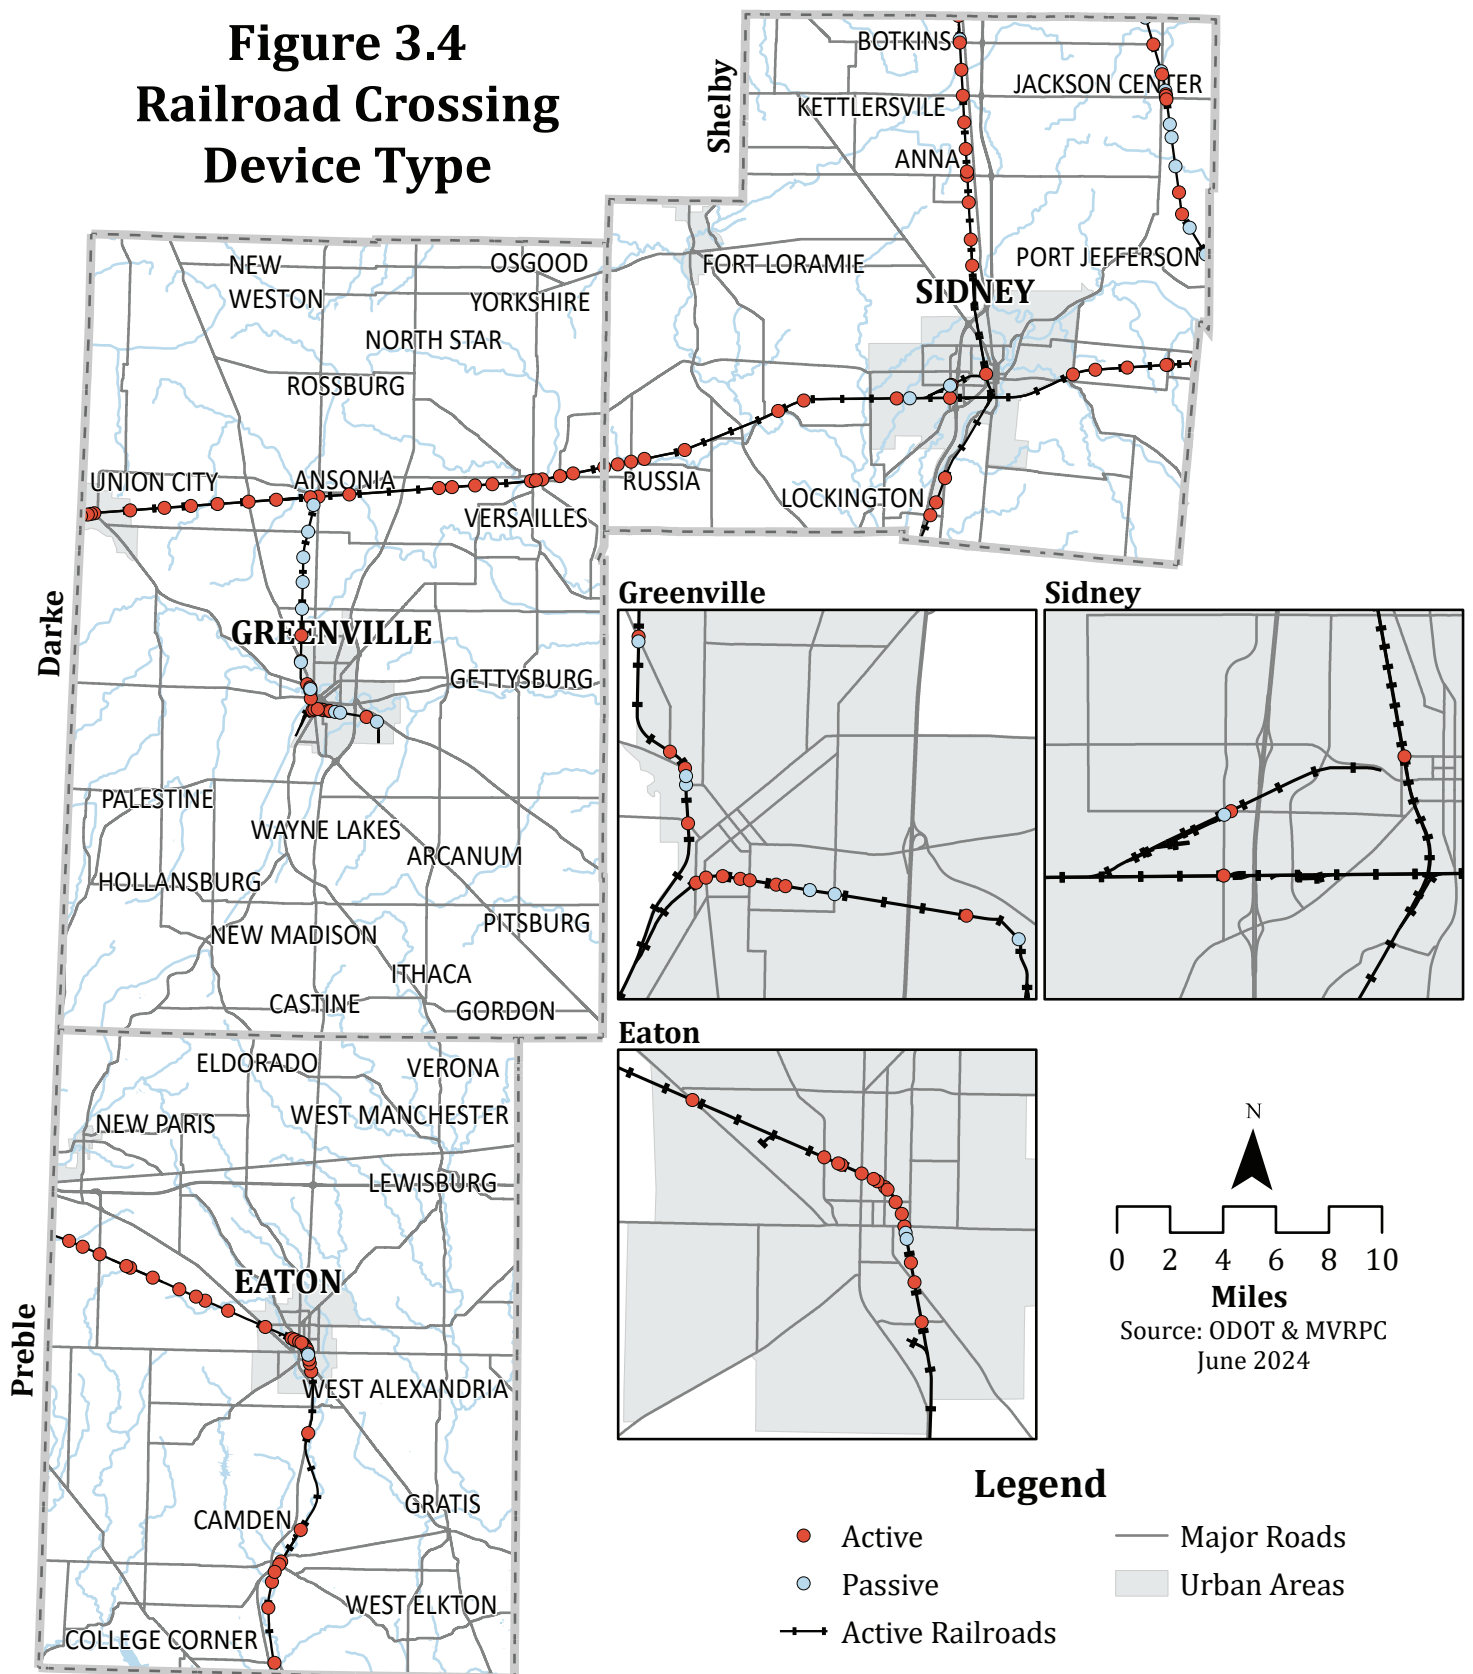 Figure 3.4
Railroad Crossing
Device Type
Shelby
BOTKINS
JACKSON CENTER
KETTLERSVILE
ANNA
PORT JEFFERSON
FORT LORAMIE
SIDNEY
RUSSIA
LOCKINGTON
Darke
NEW
WESTON
OSGOOD
YORKSHIRE
NORTH STAR
ROSSBURG
UNION CITY
ANSONIA
VERSAILLES
GREENVILLE
GETTYSBURG
PALESTINE
WAYNE LAKES
ARCANUM
HOLLANSBURG
PITSBURG
NEW MADISON
ITHACA
CASTINE
GORDON
Preble
ELDORADO
VERONA
WEST MANCHESTER
NEW PARIS
LEWISBURG
EATON
WEST ALEXANDRIA
GRATIS
CAMDEN
WEST ELKTON
COLLEGE CORNER
Greenville
Sidney
Eaton
N
0 2 4 6 8 10
Miles
Source: ODOT & MVRPC
June 2024
Legend
Active
Passive
Active Railroads
Major Roads
Urban Areas